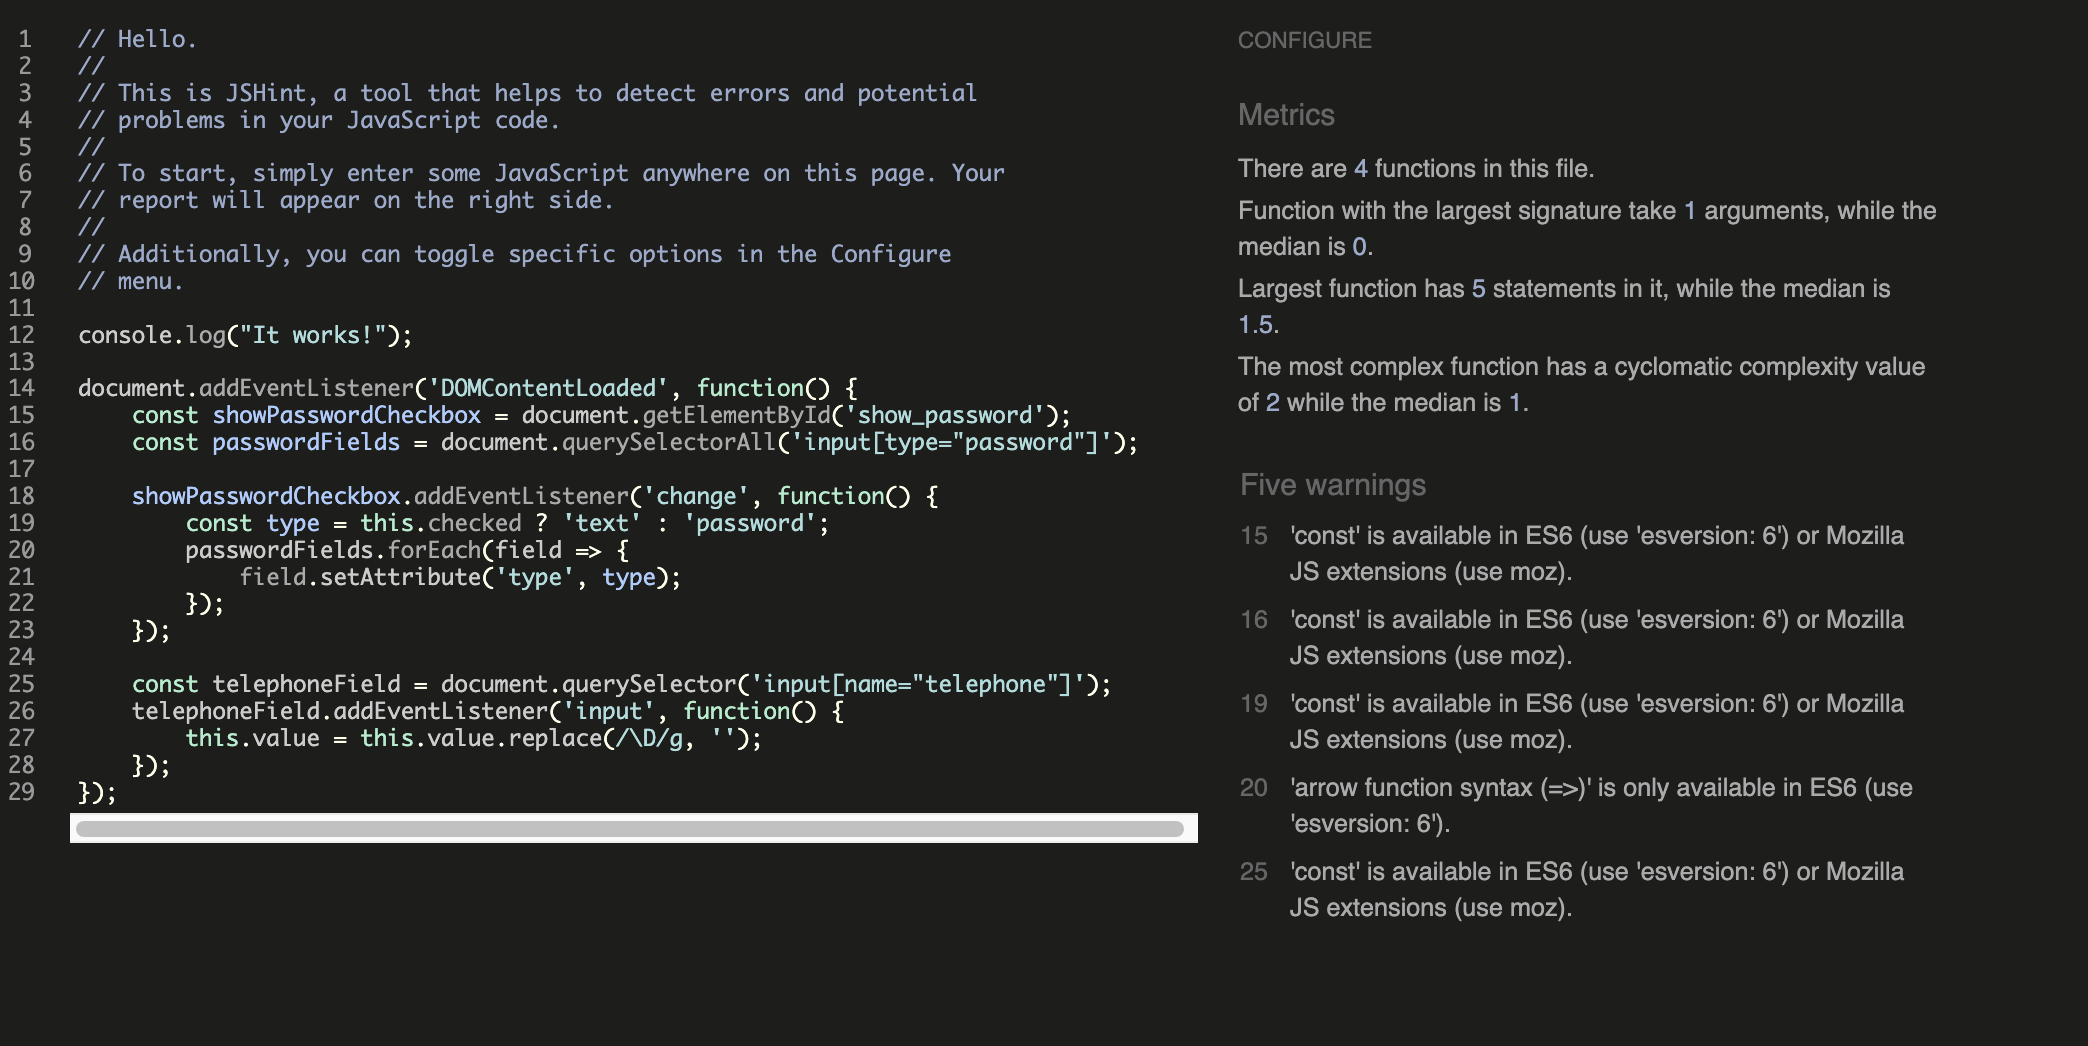 1 // Hello.
2 //
3 // This is JSHint, a tool that helps to detect errors and potential
4 // problems in your JavaScript code.
5 //
6 // To start, simply enter some JavaScript anywhere on this page. Your
7 // report will appear on the right side.
8 //
9 // Additionally, you can toggle specific options in the Configure
10 // menu.
11
12 console.log("It works!");
13
14 document.addEventListener('DOMContentLoaded', function() {
15     const showPasswordCheckbox = document.getElementById('show_password');
16     const passwordFields = document.querySelectorAll('input[type="password"]');
17
18     showPasswordCheckbox.addEventListener('change', function() {
19         const type = this.checked ? 'text' : 'password';
20         passwordFields.forEach(field => {
21             field.setAttribute('type', type);
22         });
23     });
24
25     const telephoneField = document.querySelector('input[name="telephone"]');
26     telephoneField.addEventListener('input', function() {
27         this.value = this.value.replace(/\D/g, '');
28     });
29 });
CONFIGURE
Metrics
There are 4 functions in this file.
Function with the largest signature take 1 arguments, while the
median is 0.
Largest function has 5 statements in it, while the median is
1.5.
The most complex function has a cyclomatic complexity value
of 2 while the median is 1.
Five warnings
15 'const' is available in ES6 (use 'esversion: 6') or Mozilla
JS extensions (use moz).
16 'const' is available in ES6 (use 'esversion: 6') or Mozilla
JS extensions (use moz).
19 'const' is available in ES6 (use 'esversion: 6') or Mozilla
JS extensions (use moz).
20 'arrow function syntax (=>)' is only available in ES6 (use
'esversion: 6').
25 'const' is available in ES6 (use 'esversion: 6') or Mozilla
JS extensions (use moz).